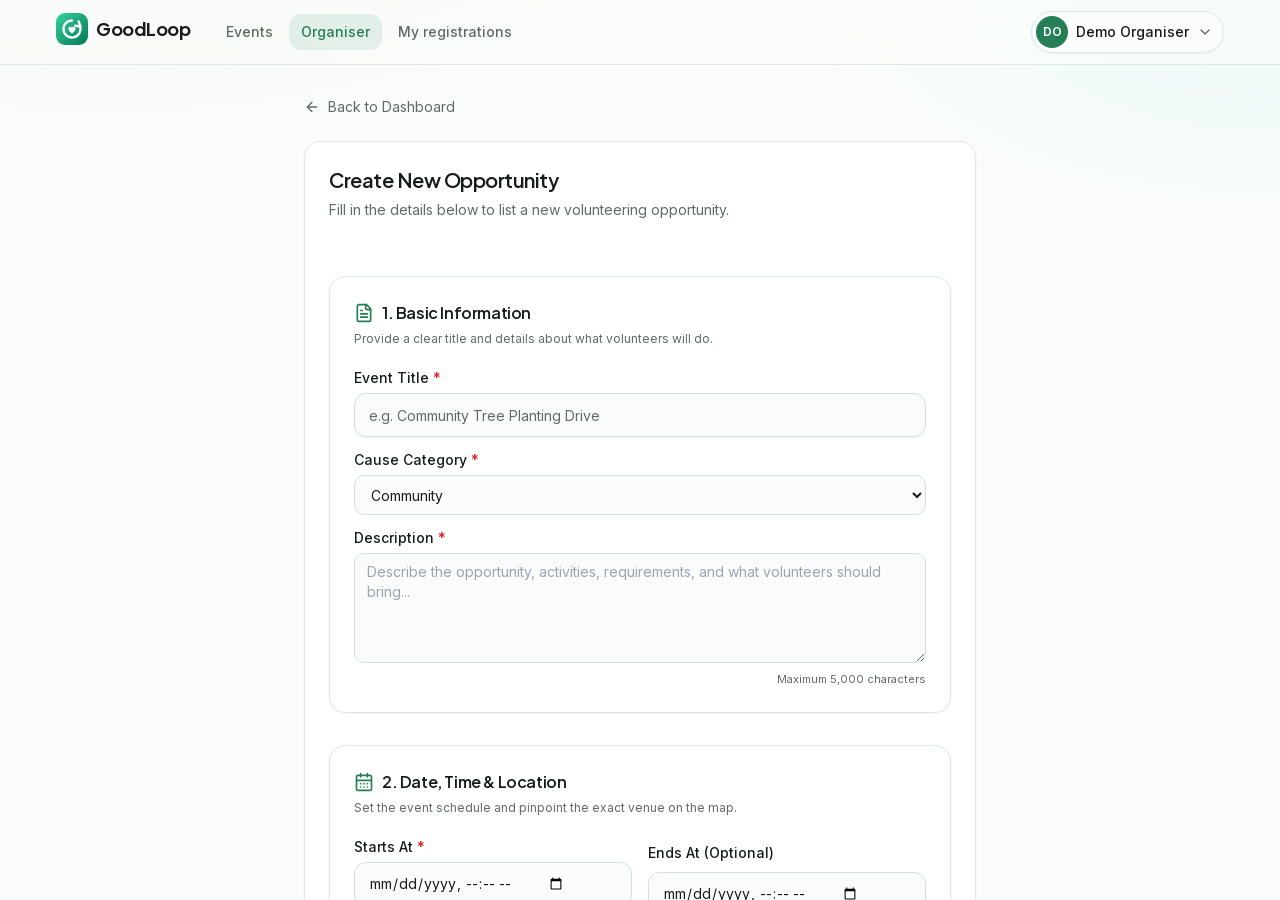 GoodLoop
Events
Organiser
My registrations
DO
Demo Organiser
Back to Dashboard
Create New Opportunity
Fill in the details below to list a new volunteering opportunity.
1. Basic Information
Provide a clear title and details about what volunteers will do.
Event Title *
e.g. Community Tree Planting Drive
Cause Category *
Community
Description *
Describe the opportunity, activities, requirements, and what volunteers should
bring...
Maximum 5,000 characters
2. Date, Time & Location
Set the event schedule and pinpoint the exact venue on the map.
Starts At *
Ends At (Optional)
mm/dd/yyyy, --:-- --
mm/dd/yyyy, --:-- --